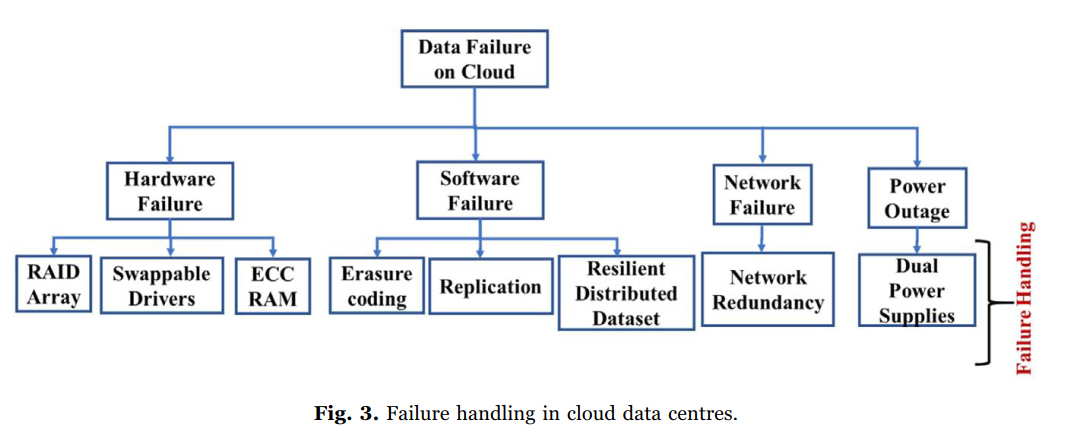 Data Failure
on Cloud
Hardware
Failure
Software
Failure
Network
Failure
Power
Outage
RAID
Array
Swappable
Drivers
ECC
RAM
Erasure
coding
Replication
Resilient
Distributed
Dataset
Network
Redundancy
Dual
Power
Supplies
Failure Handling
Fig. 3. Failure handling in cloud data centres.